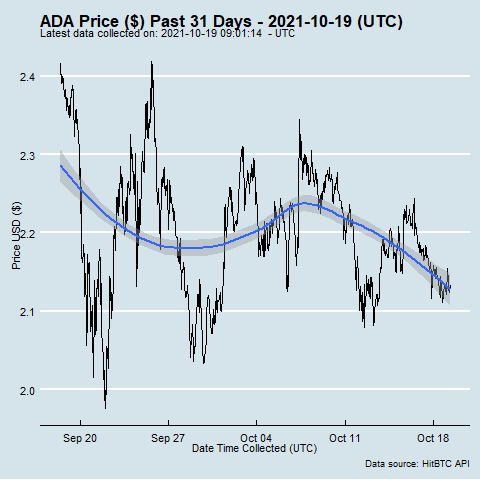 ADA Price ($) Past 31 Days - 2021-10-19 (UTC)
Latest data collected on: 2021-10-19 09:01:14 - UTC
Price USD ($)
2.4
2.3
2.2
2.1
2.0
Sep 20 Sep 27 Oct 04 Oct 11 Oct 18
Date Time Collected (UTC)
Data source: HitBTC API